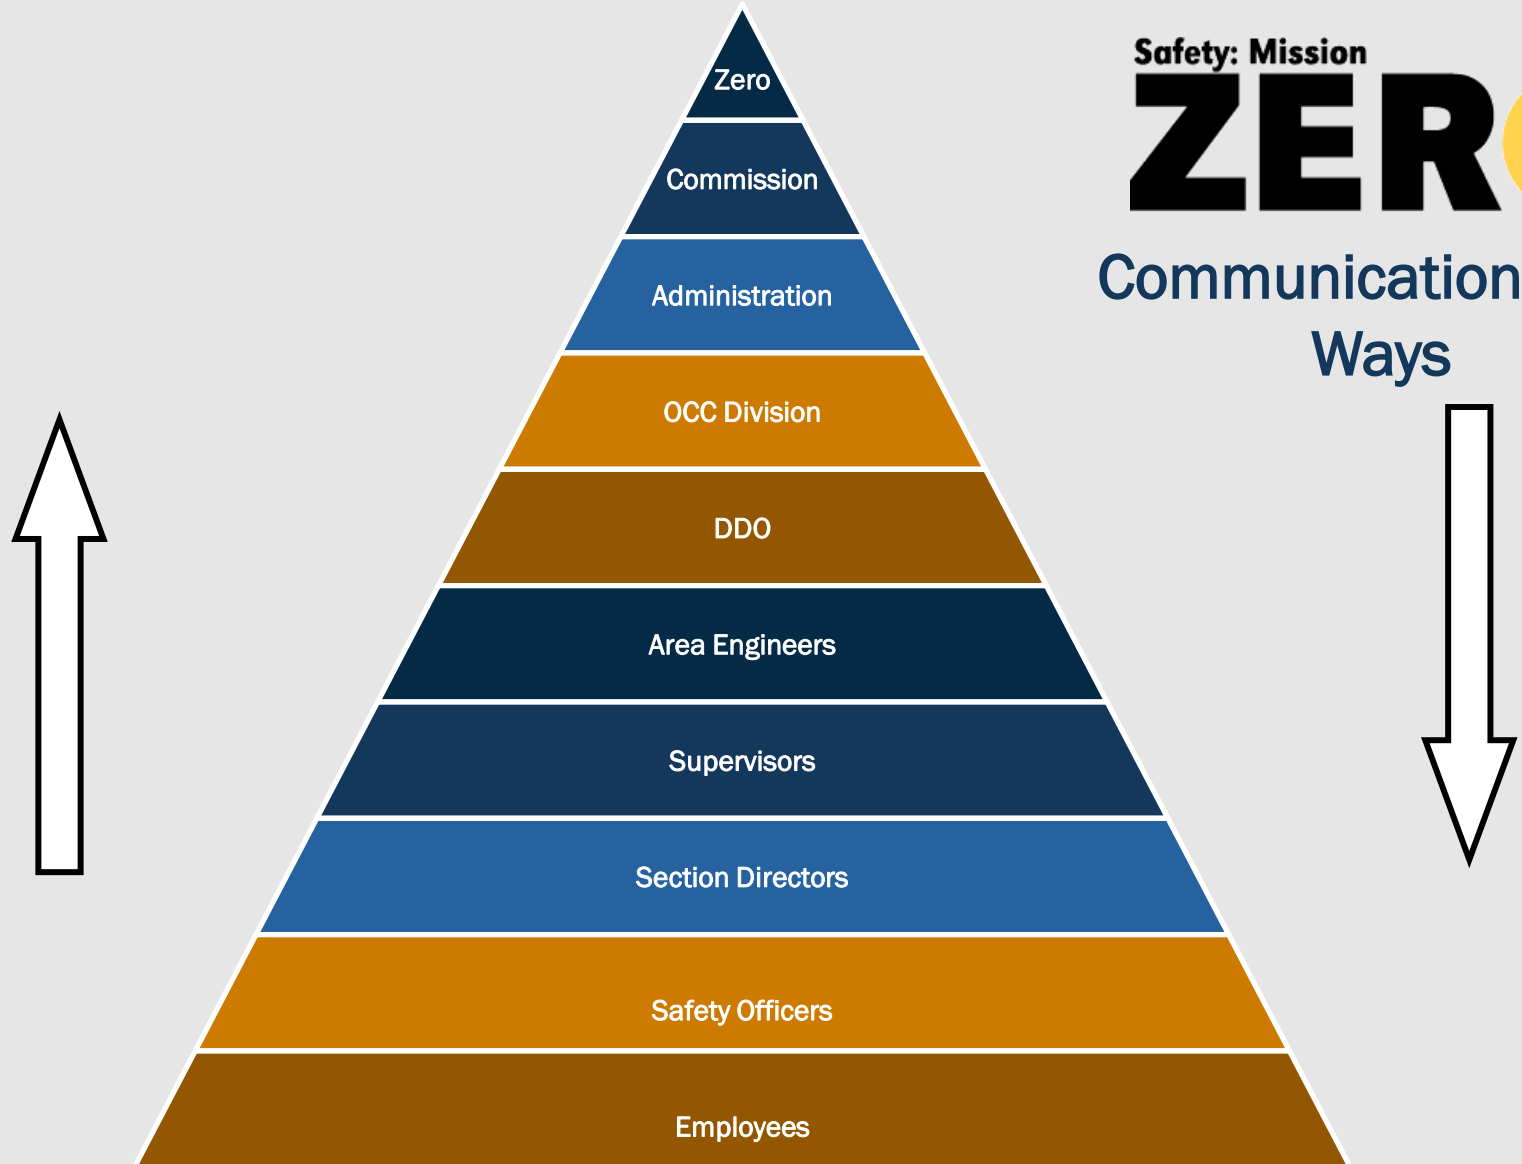 Safety: Mission
ZER
Communication
Ways
Zero
Commission
Administration
OCC Division
DDO
Area Engineers
Supervisors
Section Directors
Safety Officers
Employees